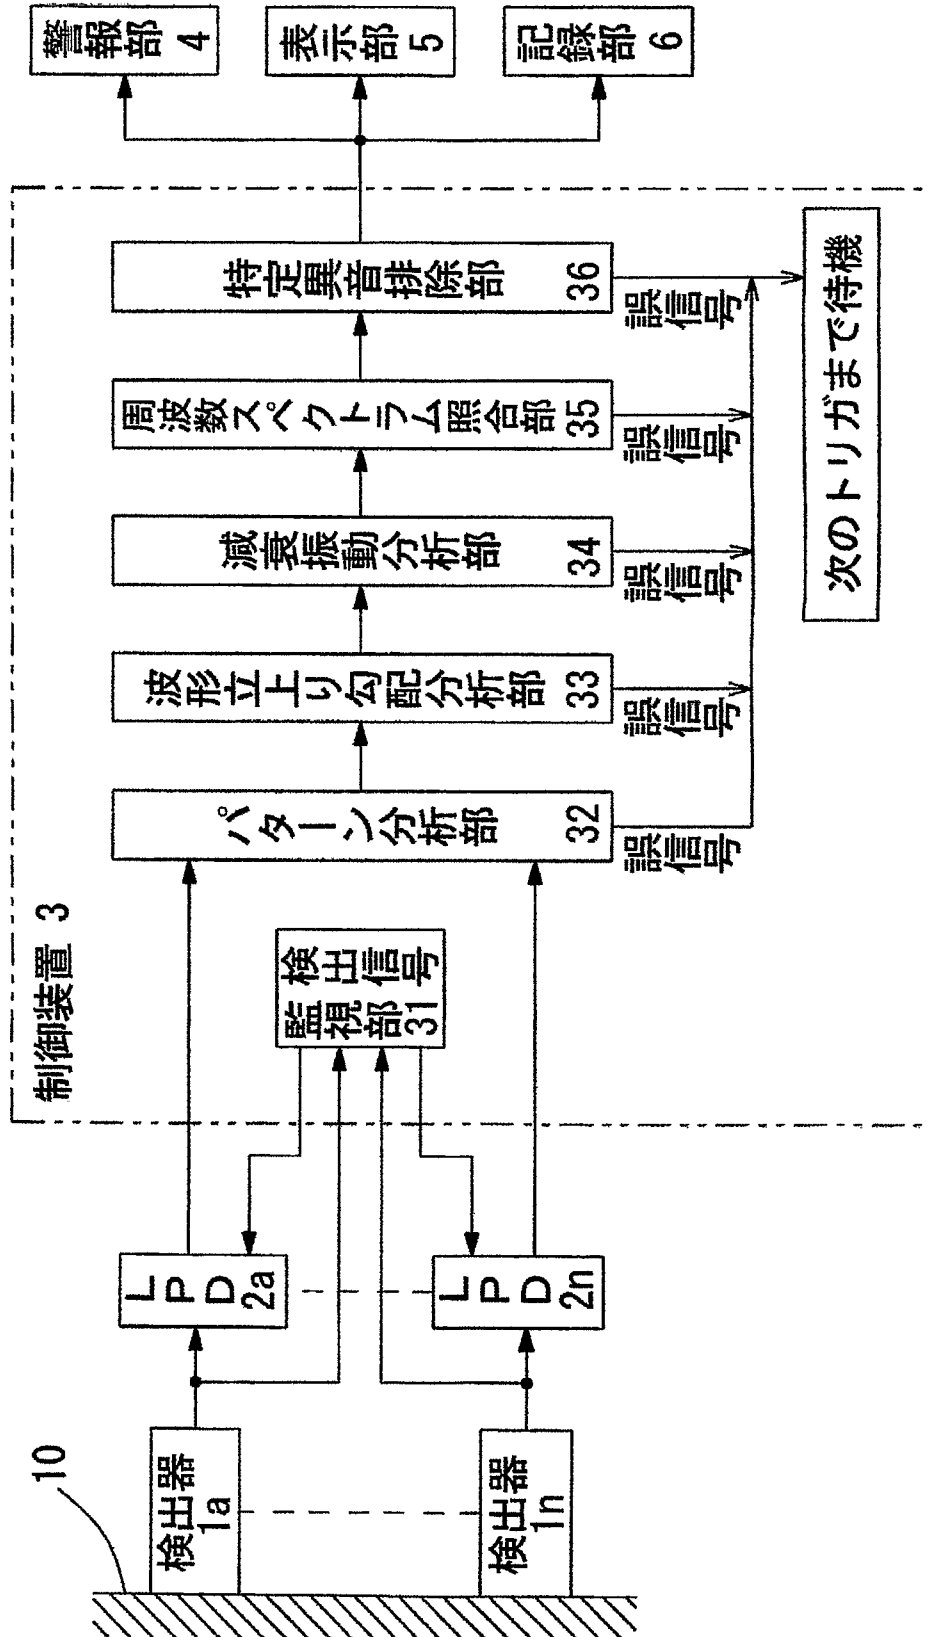 10
検出器
1a
検出器
1n
LPD
2a
LPD
2n
制御装置 3
検出信号
監視部
31
パターン分析部 32
誤信号
波形立上り勾配分析部 33
誤信号
減衰振動分析部 34
誤信号
周波数スペクトラム照合部 35
誤信号
特定異音排除部 36
誤信号
次のトリガまで待機
警報部 4
表示部 5
記録部 6